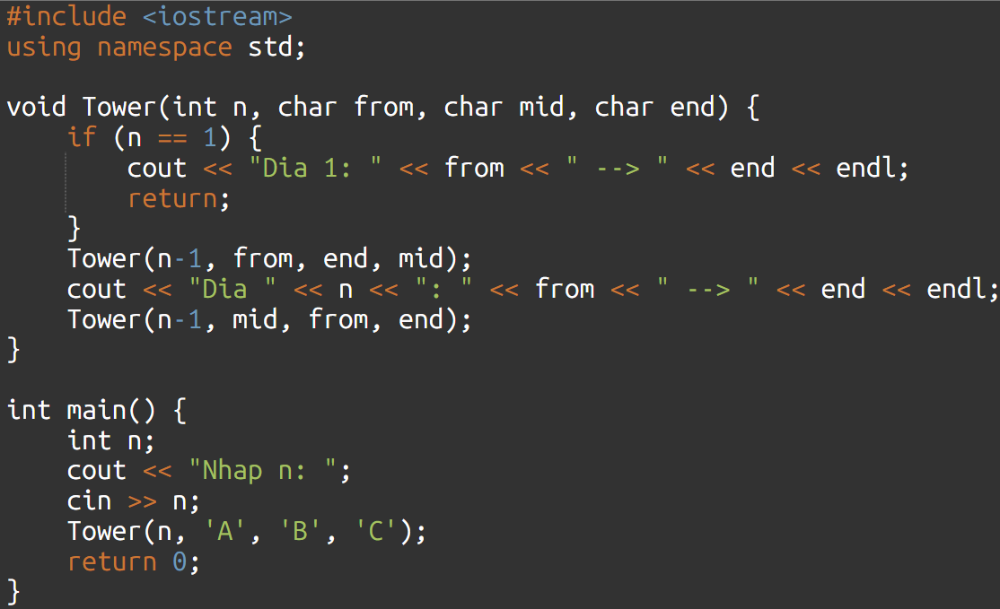 #include <iostream>
using namespace std;

void Tower(int n, char from, char mid, char end) {
    if (n == 1) {
        cout << "Dia 1: " << from << " --> " << end << endl;
        return;
    }
    Tower(n-1, from, end, mid);
    cout << "Dia " << n << ": " << from << " --> " << end << endl;
    Tower(n-1, mid, from, end);
}

int main() {
    int n;
    cout << "Nhap n: ";
    cin >> n;
    Tower(n, 'A', 'B', 'C');
    return 0;
}